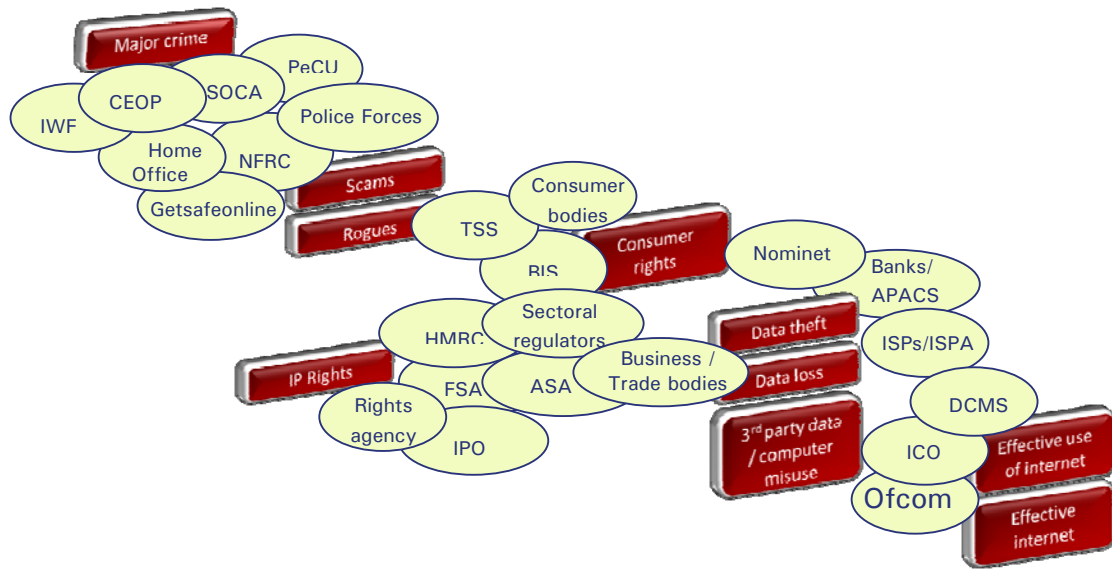 Major crime
PeCU
SOCA
CEOP
IWF
Police Forces
Home
Office
NFRC
Getsafeonline
Scams
Rogues
TSS
Consumer
bodies
Consumer
rights
BIS
Nominet
Banks/
APACS
Sectoral
regulators
HMRC
Data theft
ISPs/ISPA
IP Rights
FSA
ASA
Business /
Trade bodies
Data loss
Rights
agency
IPO
3rd party data
/ computer
misuse
DCMS
ICO
Effective use
of internet
Ofcom
Effective
internet